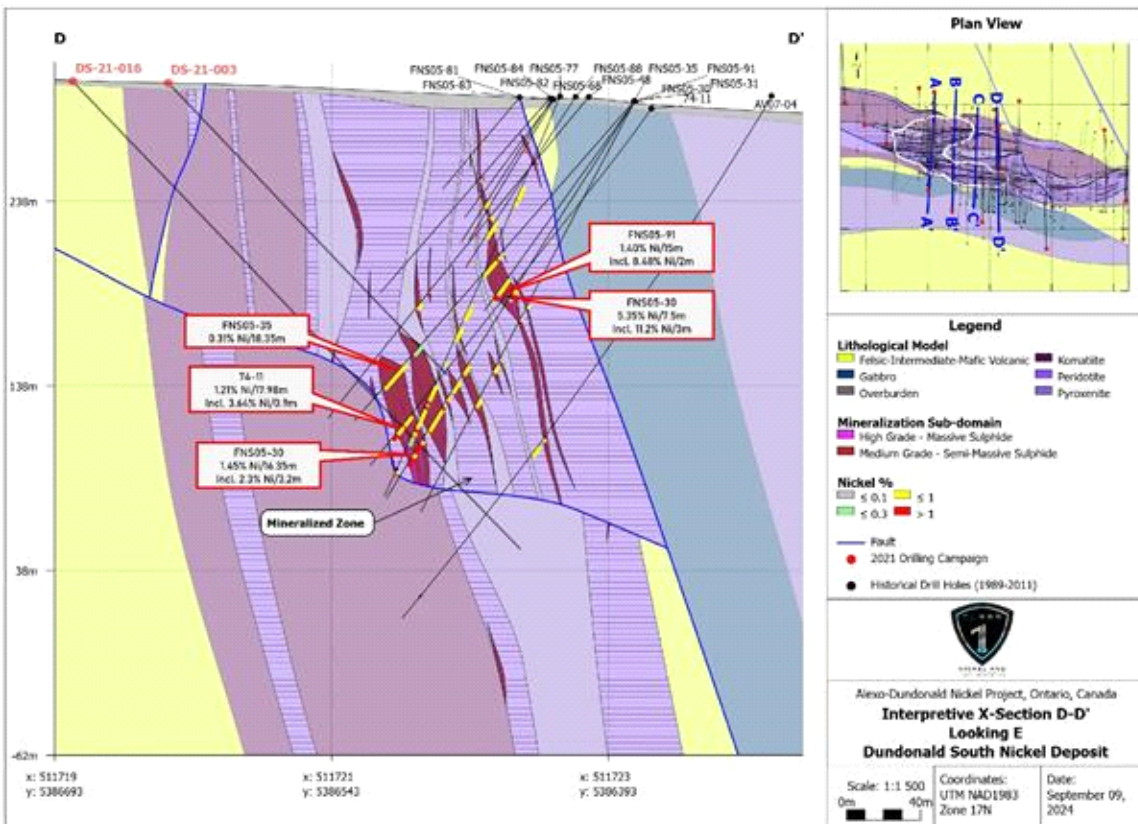 D
D'
DS-21-016
DS-21-003
FNS05-81
FNS05-83
FNS05-84
FNS05-82
FNS05-77
FNS05-68
FNS05-88
FNS05-48
FNS05-35
FNS05-30
74-11
FNS05-91
FNS05-31
AV07-04
238m
138m
38m
-62m
FNS05-91
1.40% Ni/15m
Incl. 8.48% Ni/2m
FNS05-30
5.35% Ni/7.5m
Incl. 11.2% Ni/3m
FNS05-35
0.31% Ni/18.35m
74-11
1.21% Ni/17.98m
Incl. 3.64% Ni/0.9m
FNS05-30
1.45% Ni/16.35m
Incl. 2.3% Ni/3.2m
Mineralized Zone
x: 511719
y: 5386693
x: 511721
y: 5386543
x: 511723
y: 5386393
Plan View
A
B
C
D
A'
B'
C'
D'
Legend
Lithological Model
Felsic-Intermediate-Mafic Volcanic
Gabbro
Overburden
Komatiite
Peridotite
Pyroxenite
Mineralization Sub-domain
High Grade - Massive Sulphide
Medium Grade - Semi-Massive Sulphide
Nickel %
≤ 0.1
≤ 1
≤ 0.3
> 1
Fault
2021 Drilling Campaign
Historical Drill Holes (1989-2011)
Alexo-Dundonald Nickel Project, Ontario, Canada
Interpretive X-Section D-D'
Looking E
Dundonald South Nickel Deposit
Scale: 1:1 500
0m
40m
Coordinates:
UTM NAD1983
Zone 17N
Date:
September 09,
2024